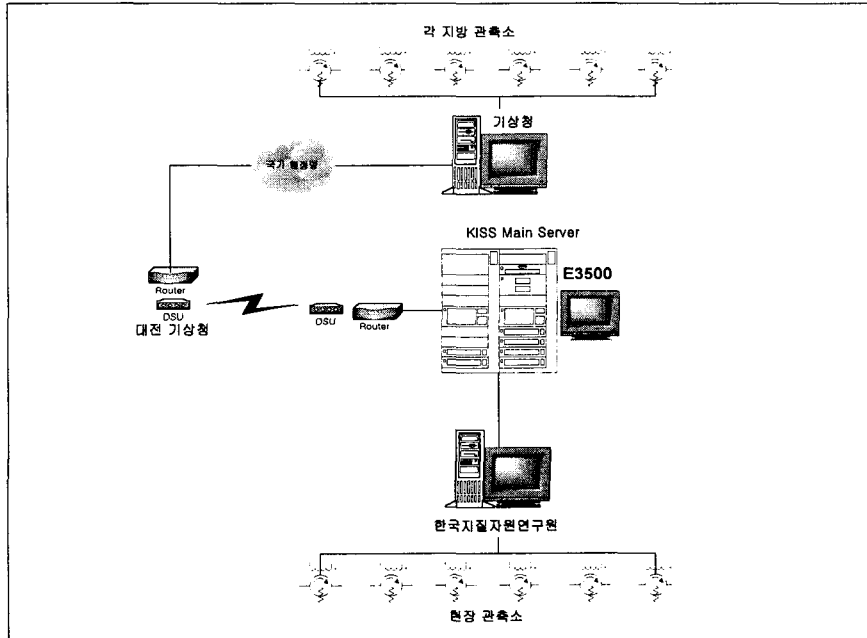 각 지방 관측소
기상청
KISS Main Server
E3500
Router
DSU
대전 기상청
DSU
Router
한국지질자원연구원
현장 관측소